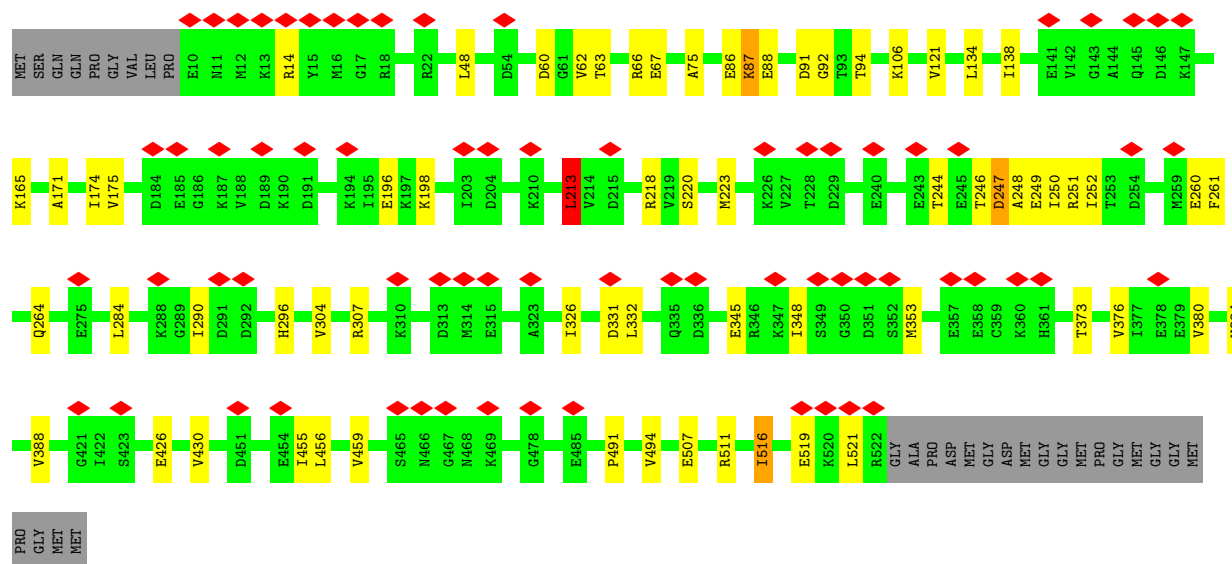 MET SER GLN GLN PRO GLY VAL LEU PRO E10 N11 M12 K13 R14 Y15 M16 G17 R18 R22 L48 D54 D60 G61 V62 T63 R66 E67 A75 E86 K87 E88 D91 G92 T93 T94 K106 V121 L134 I138 E141 V142 G143 A144 Q145 D146 K147
K165 A171 I174 V175 D184 E185 G186 K187 V188 D189 K190 D191 K194 I195 E196 K197 K198 I203 D204 K210 L213 V214 D215 R218 V219 S220 M223 K226 V227 T228 D229 E240 E243 T244 E245 T246 D247 A248 E249 I250 R251 I252 T253 D254 M259 E260 F261
Q264 E275 L284 K288 G289 I290 D291 D292 H296 V304 R307 K310 D313 M314 E315 A323 I326 D331 L332 Q335 D336 E345 R346 K347 I348 S349 G350 D351 S352 M353 E357 E358 C359 K360 H361 T373 V376 I377 E378 E379 V380
V388 G421 I422 S423 E426 V430 D451 E454 I455 L456 V459 S465 N466 G467 N468 K469 G478 E485 P491 V494 E507 R511 I516 E519 K520 L521 R522 GLY ALA PRO ASP MET GLY ASP MET GLY GLY MET PRO GLY MET GLY GLY MET
PRO GLY MET MET